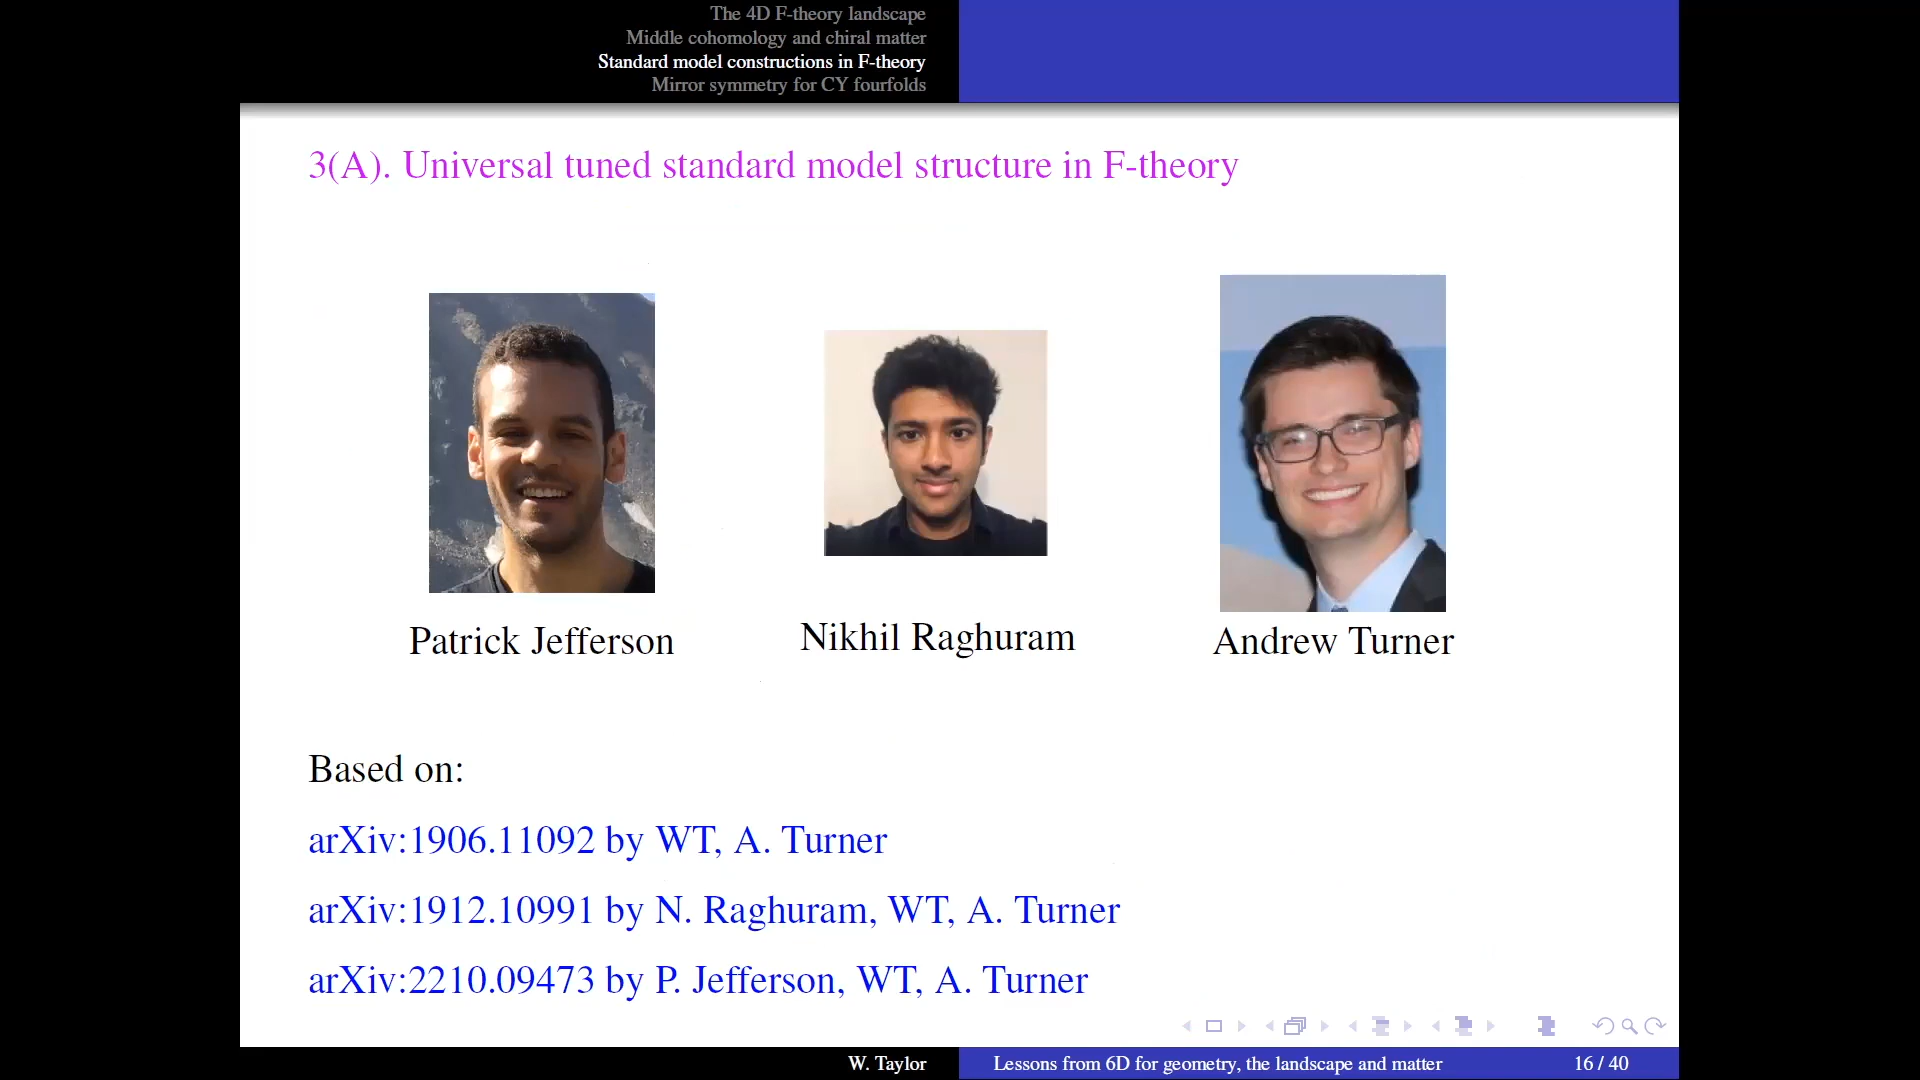 The 4D F-theory landscape
Middle cohomology and chiral matter
Standard model constructions in F-theory
Mirror symmetry for CY fourfolds
3(A). Universal tuned standard model structure in F-theory
Patrick Jefferson
Nikhil Raghuram
Andrew Turner
Based on:
arXiv:1906.11092 by WT, A. Turner
arXiv:1912.10991 by N. Raghuram, WT, A. Turner
arXiv:2210.09473 by P. Jefferson, WT, A. Turner
W. Taylor
Lessons from 6D for geometry, the landscape and matter
16 / 40